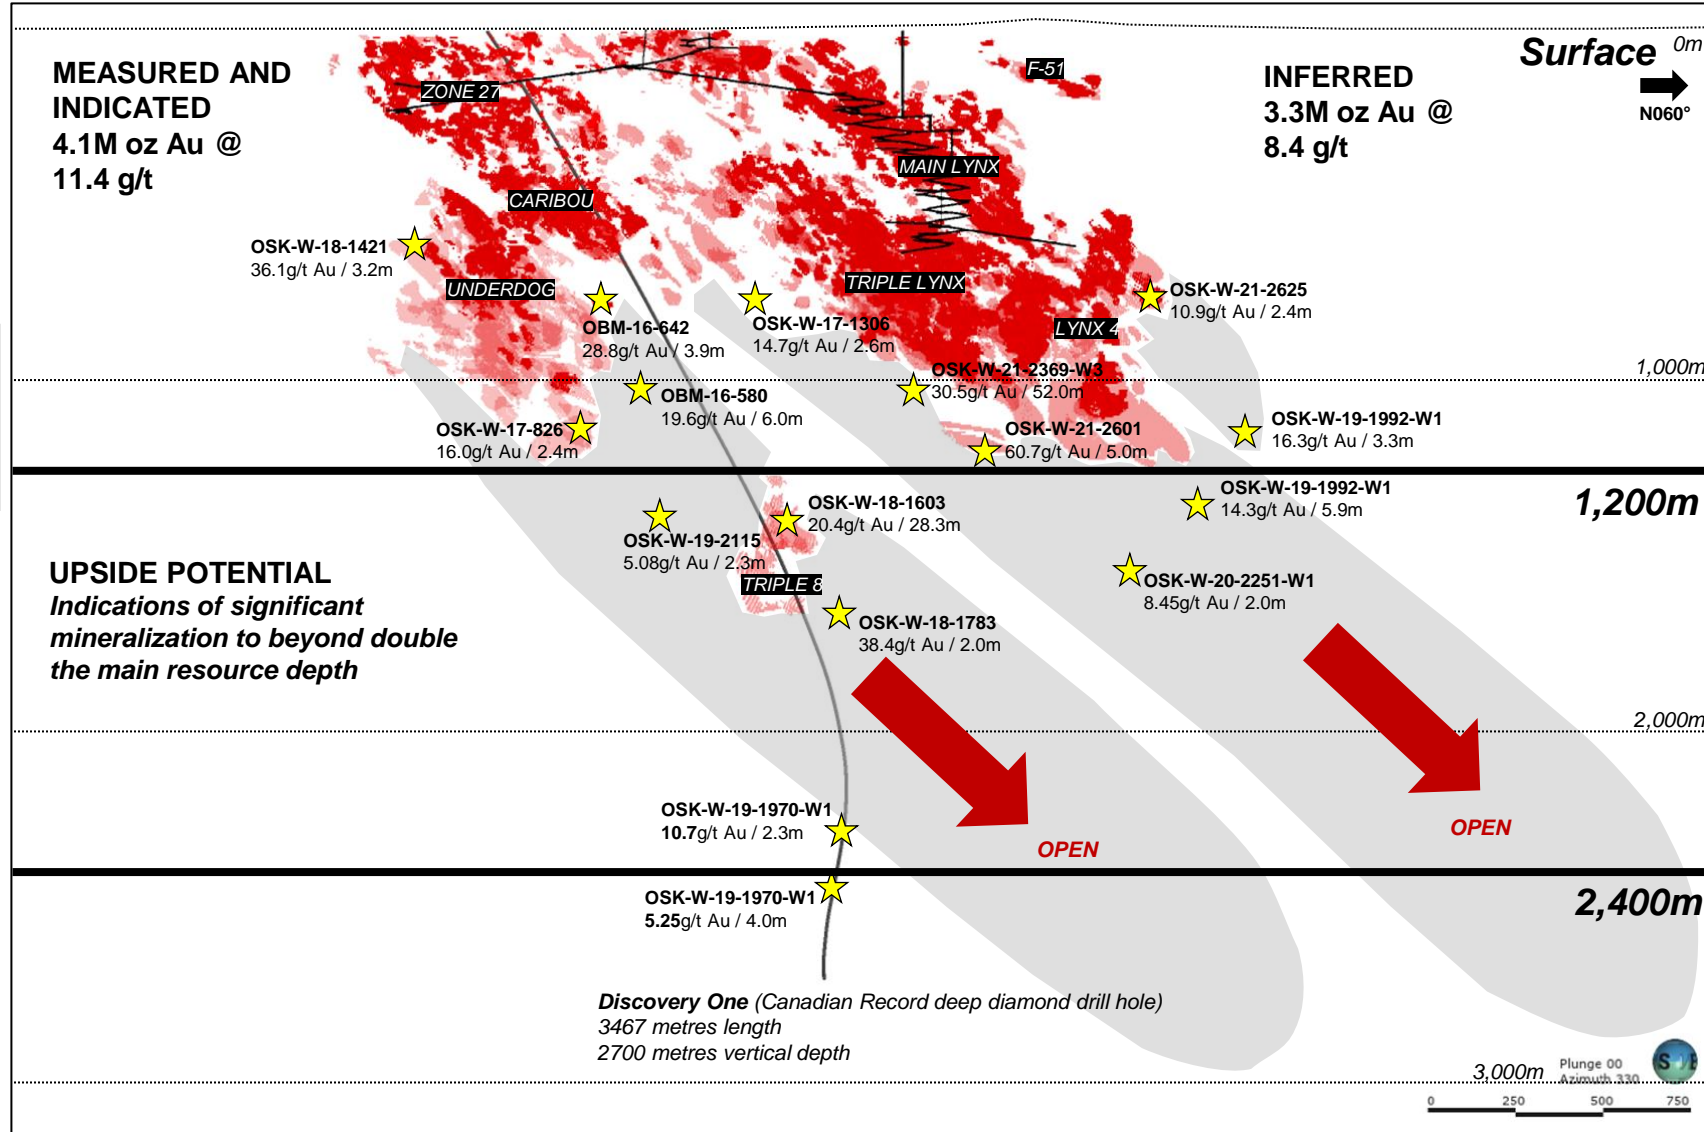 Surface 0m
N060°
MEASURED AND
INDICATED
4.1M oz Au @
11.4 g/t
INFERRED
3.3M oz Au @
8.4 g/t
ZONE 27
F-51
MAIN LYNX
CARIBOU
OSK-W-18-1421
36.1g/t Au / 3.2m
UNDERDOG
TRIPLE LYNX
OSK-W-21-2625
10.9g/t Au / 2.4m
OBM-16-642
28.8g/t Au / 3.9m
OSK-W-17-1306
14.7g/t Au / 2.6m
LYNX 4
1,000m
OSK-W-21-2369-W3
30.5g/t Au / 52.0m
OBM-16-580
19.6g/t Au / 6.0m
OSK-W-17-826
16.0g/t Au / 2.4m
OSK-W-21-2601
60.7g/t Au / 5.0m
OSK-W-19-1992-W1
16.3g/t Au / 3.3m
1,200m
OSK-W-19-1992-W1
14.3g/t Au / 5.9m
OSK-W-18-1603
20.4g/t Au / 28.3m
OSK-W-19-2115
5.08g/t Au / 2.3m
TRIPLE 8
OSK-W-20-2251-W1
8.45g/t Au / 2.0m
UPSIDE POTENTIAL
Indications of significant
mineralization to beyond double
the main resource depth
OSK-W-18-1783
38.4g/t Au / 2.0m
2,000m
OSK-W-19-1970-W1
10.7g/t Au / 2.3m
OPEN
OPEN
2,400m
OSK-W-19-1970-W1
5.25g/t Au / 4.0m
Discovery One (Canadian Record deep diamond drill hole)
3467 metres length
2700 metres vertical depth
3,000m
Plunge 00
Azimuth 330
0 250 500 750